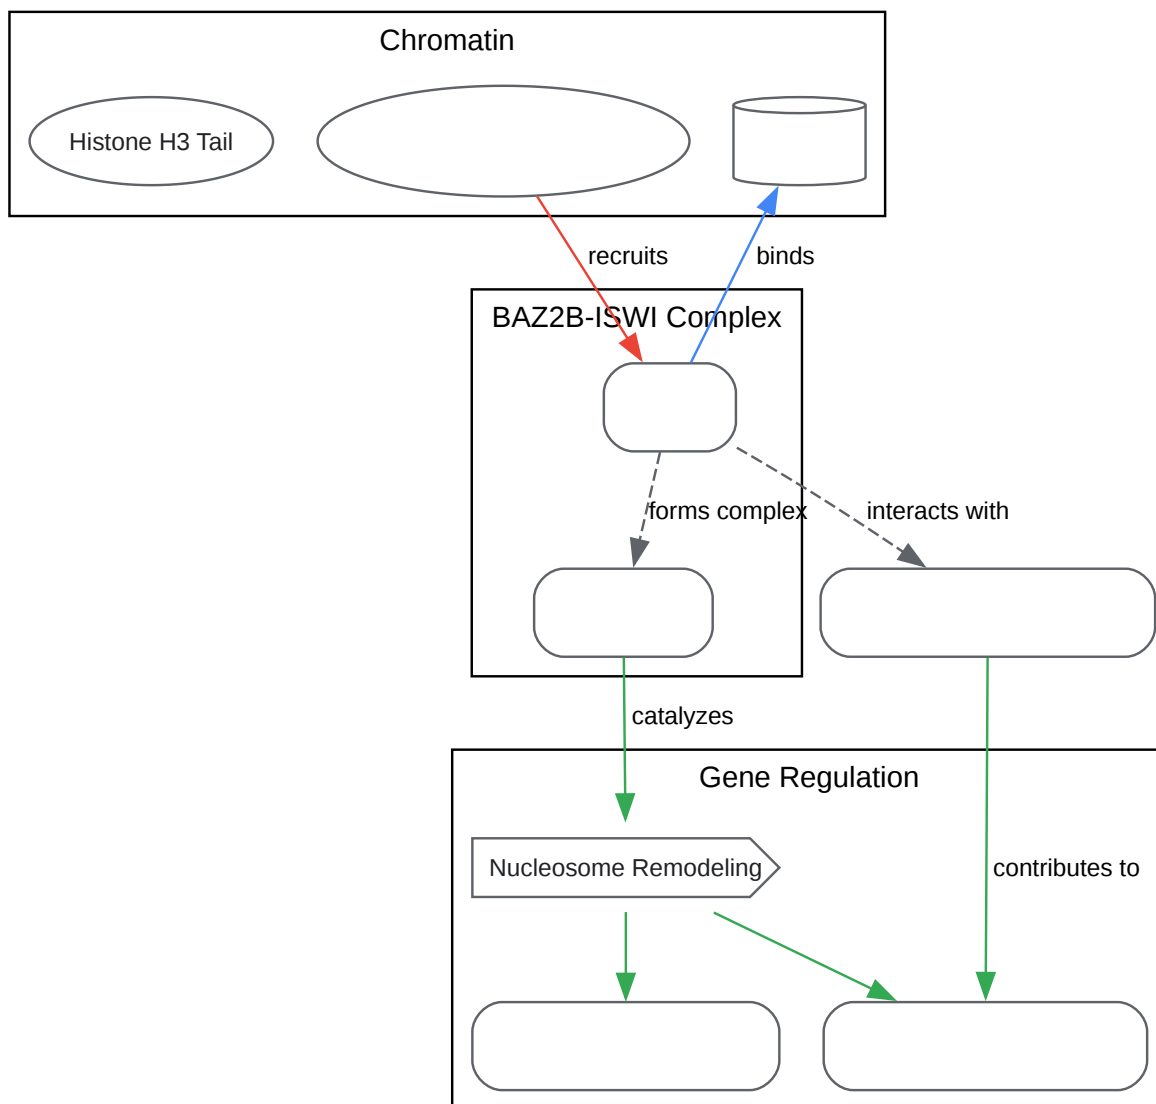 Chromatin
Histone H3 Tail
recruits
binds
BAZ2B-ISWI Complex
forms complex
interacts with
catalyzes
Gene Regulation
Nucleosome Remodeling
contributes to